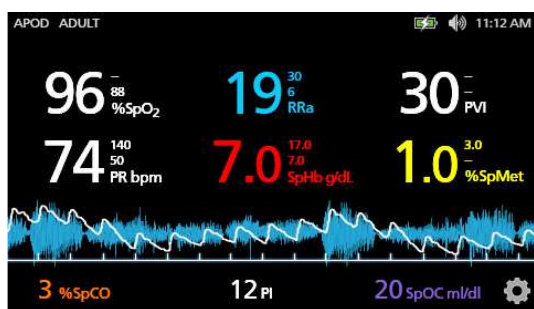 APOD ADULT 11:12 AM
96 – 88 %SpO₂
19 30 6 RRa
30 – – PVI
74 140 50 PR bpm
7.0 17.0 7.0 SpHb g/dL
1.0 3.0 – %SpMet
3 %SpCO
12 PI
20 SpOC ml/dl